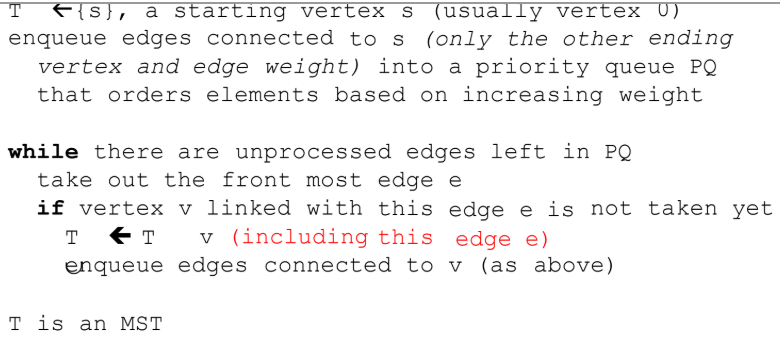 T ←{s}, a starting vertex s (usually vertex 0)
enqueue edges connected to s (only the other ending
vertex and edge weight) into a priority queue PQ
that orders elements based on increasing weight
while there are unprocessed edges left in PQ
take out the front most edge e
if vertex v linked with this edge e is not taken yet
T ← T v (including this edge e)
enqueue edges connected to v (as above)
T is an MST